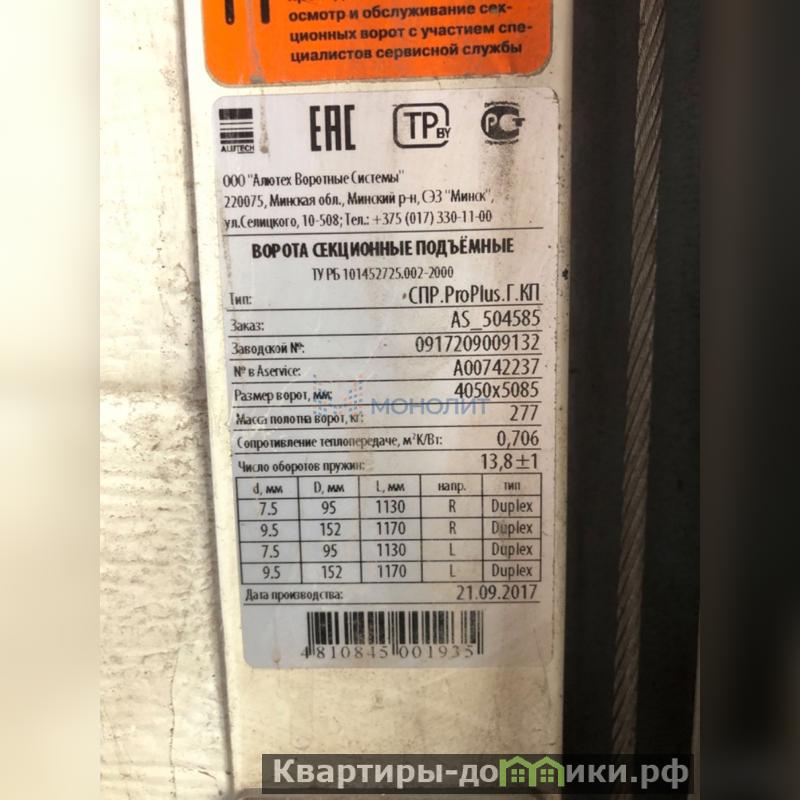 осмотр и обслуживание сек-
ционных ворот с участием спе-
циалистов сервисной службы
ALUTECH
ЕАС
ТР BY
РСТ
ООО "Алютех Воротные Системы"
220075, Минская обл., Минский р-н, СЭЗ "Минск",
ул.Селицкого, 10-508; Тел.: +375 (017) 330-11-00
ВОРОТА СЕКЦИОННЫЕ ПОДЪЁМНЫЕ
ТУ РБ 101452725.002-2000
Тип: СПР.ProPlus.Г.КП
Заказ: AS_504585
Заводской №: 0917209009132
№ в Aservice: A00742237
Размер ворот, мм: 4050x5085
Масса полотна ворот, кг: 277
Сопротивление теплопередаче, м²К/Вт: 0,706
Число оборотов пружин: 13,8±1
d, мм D, мм L, мм напр. тип
7.5 95 1130 R Duplex
9.5 152 1170 R Duplex
7.5 95 1130 L Duplex
9.5 152 1170 L Duplex
Дата производства: 21.09.2017
4 810845 001935
МОНОЛИТ
Квартиры-домики.рф